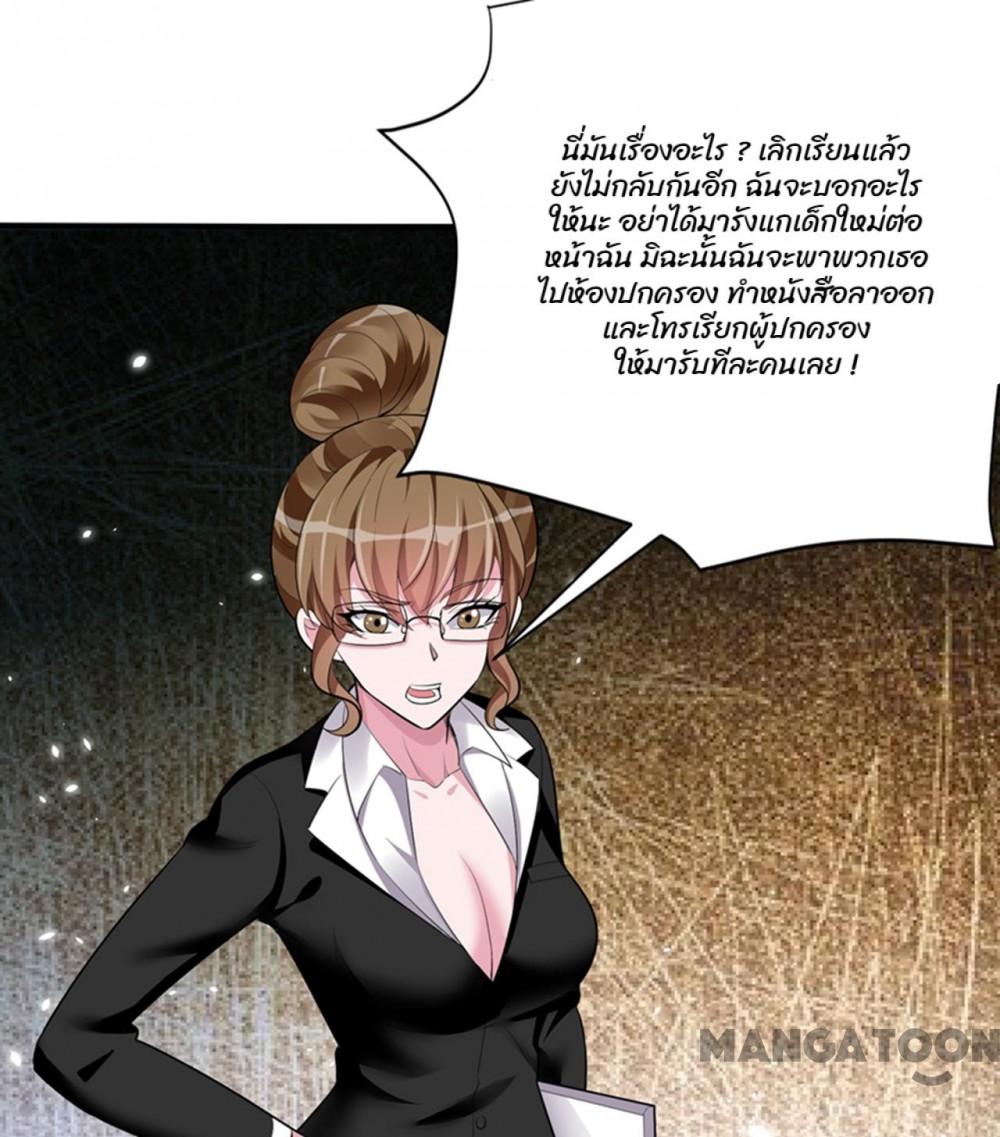 นี่มันเรื่องอะไร ? เลิกเรียนแล้ว
ยังไม่กลับกันอีก ฉันจะบอกอะไร
ให้นะ อย่าได้มารังแกเด็กใหม่ต่อ
หน้าฉัน มิฉะนั้นฉันจะพาพวกเธอ
ไปห้องปกครอง ทำหนังสือลาออก
และโทรเรียกผู้ปกครอง
ให้มารับทีละคนเลย !
MANGATOON